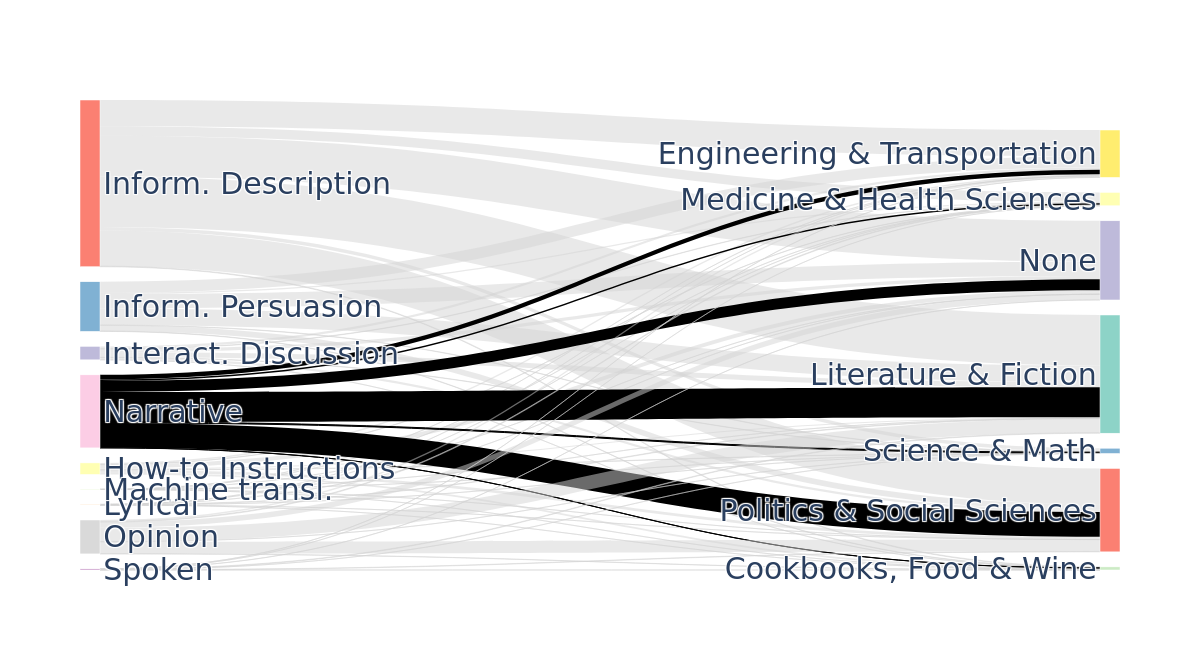 Inform. Description
Inform. Persuasion
Interact. Discussion
Narrative
How-to Instructions
Machine transl.
Lyrical
Opinion
Spoken
Engineering & Transportation
Medicine & Health Sciences
None
Literature & Fiction
Science & Math
Politics & Social Sciences
Cookbooks, Food & Wine